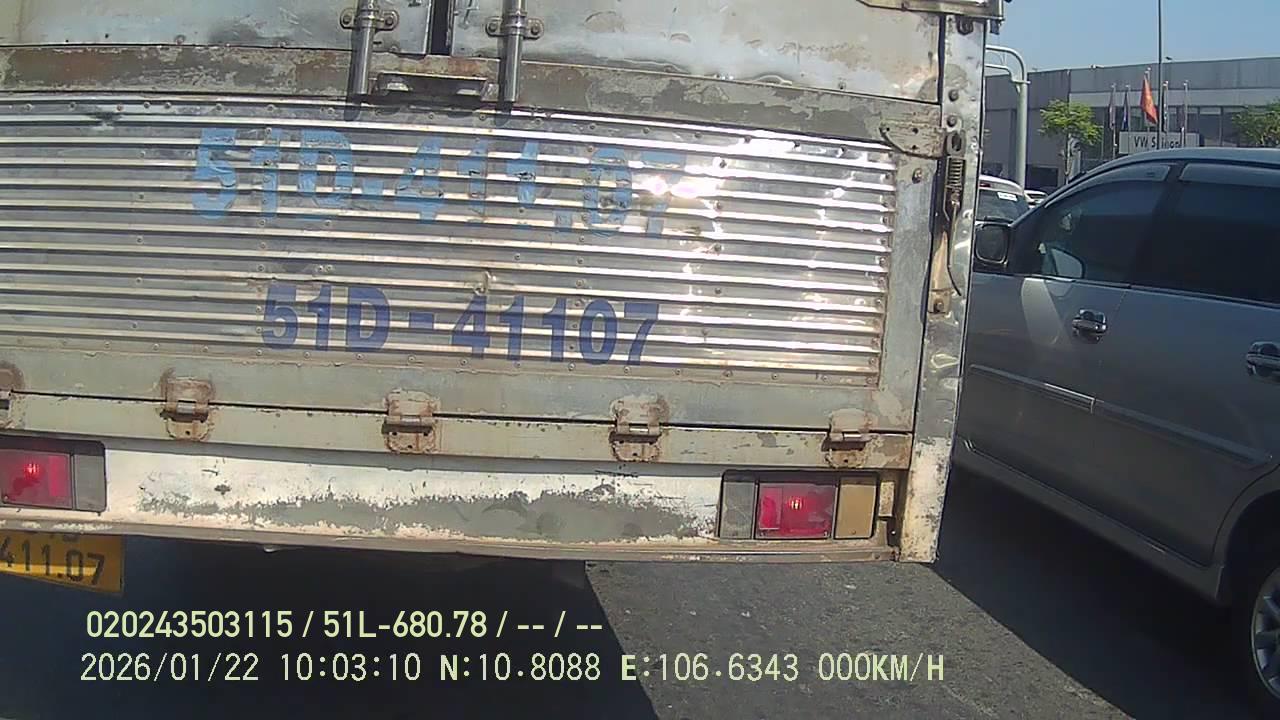 51D-411.07
51D-41107
411.07
VW S
020243503115 / 51L-680.78 / -- / --
2026/01/22 10:03:10 N:10.8088 E:106.6343 000KM/H